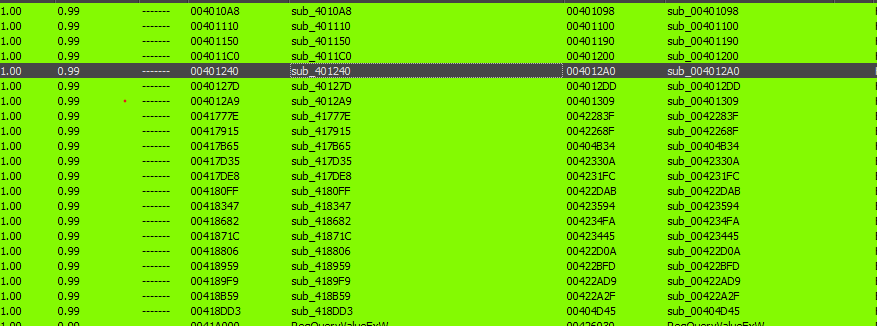 1.00 0.99 ------- 004010A8 sub_4010A8 00401098 sub_00401098
1.00 0.99 ------- 00401110 sub_401110 00401100 sub_00401100
1.00 0.99 ------- 00401150 sub_401150 00401190 sub_00401190
1.00 0.99 ------- 004011C0 sub_4011C0 00401200 sub_00401200
1.00 0.99 ------- 00401240 sub_401240 004012A0 sub_004012A0
1.00 0.99 ------- 0040127D sub_40127D 004012DD sub_004012DD
1.00 0.99 ------- 004012A9 sub_4012A9 00401309 sub_00401309
1.00 0.99 ------- 0041777E sub_41777E 0042283F sub_0042283F
1.00 0.99 ------- 00417915 sub_417915 0042268F sub_0042268F
1.00 0.99 ------- 00417B65 sub_417B65 00404B34 sub_00404B34
1.00 0.99 ------- 00417D35 sub_417D35 0042330A sub_0042330A
1.00 0.99 ------- 00417DE8 sub_417DE8 004231FC sub_004231FC
1.00 0.99 ------- 004180FF sub_4180FF 00422DAB sub_00422DAB
1.00 0.99 ------- 00418347 sub_418347 00423594 sub_00423594
1.00 0.99 ------- 00418682 sub_418682 004234FA sub_004234FA
1.00 0.99 ------- 0041871C sub_41871C 00423445 sub_00423445
1.00 0.99 ------- 00418806 sub_418806 00422D0A sub_00422D0A
1.00 0.99 ------- 00418959 sub_418959 00422BFD sub_00422BFD
1.00 0.99 ------- 004189F9 sub_4189F9 00422AD9 sub_00422AD9
1.00 0.99 ------- 00418B59 sub_418B59 00422A2F sub_00422A2F
1.00 0.99 ------- 00418DD3 sub_418DD3 00404D45 sub_00404D45